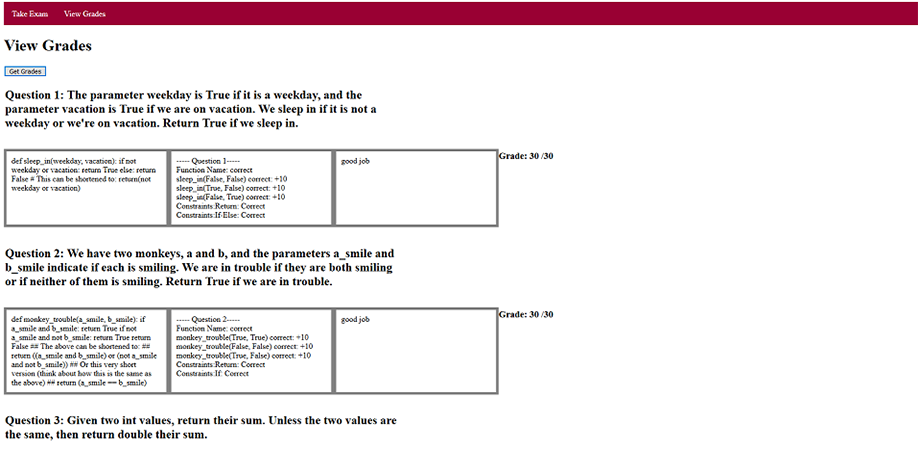 Take Exam View Grades
View Grades
Get Grades
Question 1: The parameter weekday is True if it is a weekday, and the
parameter vacation is True if we are on vacation. We sleep in if it is not a
weekday or we're on vacation. Return True if we sleep in.
def sleep_in(weekday, vacation): if not
weekday or vacation: return True else: return
False # This can be shortened to: return(not
weekday or vacation)
----- Question 1-----
Function Name: correct
sleep_in(False, False) correct: +10
sleep_in(True, False) correct: +10
sleep_in(False, True) correct: +10
Constraints:Return: Correct
Constraints:If-Else: Correct
good job
Grade: 30 /30
Question 2: We have two monkeys, a and b, and the parameters a_smile and
b_smile indicate if each is smiling. We are in trouble if they are both smiling
or if neither of them is smiling. Return True if we are in trouble.
def monkey_trouble(a_smile, b_smile): if
a_smile and b_smile: return True if not
a_smile and not b_smile: return True return
False ## The above can be shortened to: ##
return ((a_smile and b_smile) or (not a_smile
and not b_smile)) ## Or this very short
version (think about how this is the same as
the above) ## return (a_smile == b_smile)
----- Question 2-----
Function Name: correct
monkey_trouble(True, True) correct: +10
monkey_trouble(False, False) correct: +10
monkey_trouble(True, False) correct: +10
Constraints:Return: Correct
Constraints:If: Correct
good job
Grade: 30 /30
Question 3: Given two int values, return their sum. Unless the two values are
the same, then return double their sum.